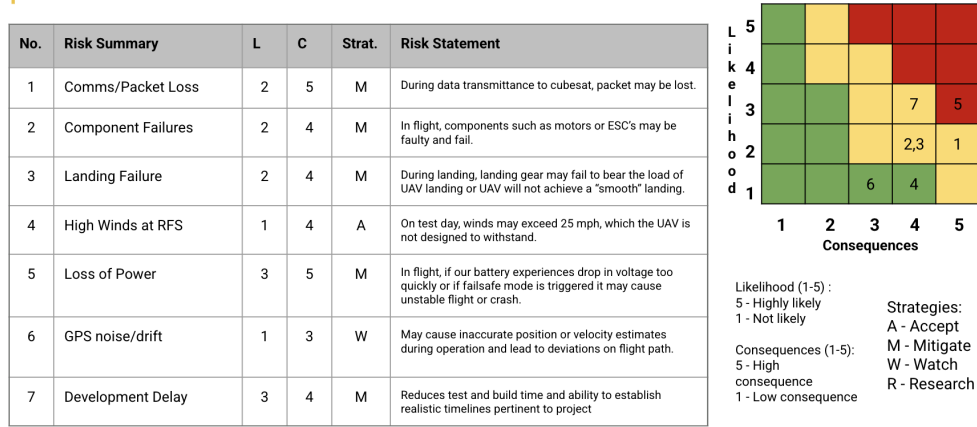 No. Risk Summary L C Strat. Risk Statement
1 Comms/Packet Loss 2 5 M During data transmittance to cubesat, packet may be lost.
2 Component Failures 2 4 M In flight, components such as motors or ESC's may be
faulty and fail.
3 Landing Failure 2 4 M During landing, landing gear may fail to bear the load of
UAV landing or UAV will not achieve a "smooth" landing.
4 High Winds at RFS 1 4 A On test day, winds may exceed 25 mph, which the UAV is
not designed to withstand.
5 Loss of Power 3 5 M In flight, if our battery experiences drop in voltage too
quickly or if failsafe mode is triggered it may cause
unstable flight or crash.
6 GPS noise/drift 1 3 W May cause inaccurate position or velocity estimates
during operation and lead to deviations on flight path.
7 Development Delay 3 4 M Reduces test and build time and ability to establish
realistic timelines pertinent to project
Likelihood
5
4
3 7 5
2 2,3 1
1 6 4
1 2 3 4 5
Consequences
Likelihood (1-5) :
5 - Highly likely
1 - Not likely
Consequences (1-5):
5 - High
consequence
1 - Low consequence
Strategies:
A - Accept
M - Mitigate
W - Watch
R - Research